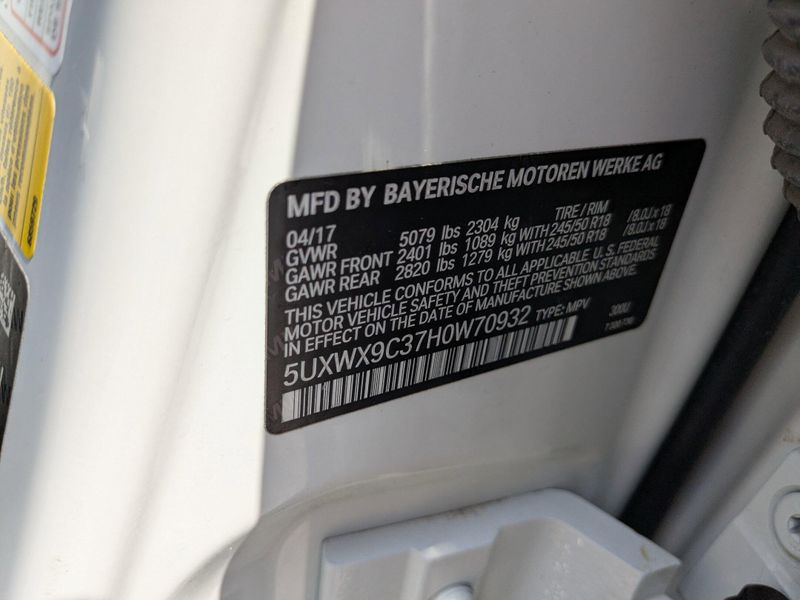 MFD BY BAYERISCHE MOTOREN WERKE AG
04/17 TIRE / RIM
GVWR 5079 lbs 2304 kg
GAWR FRONT 2401 lbs 1089 kg WITH 245/50 R18 /8.0J x 18
GAWR REAR 2820 lbs 1279 kg WITH 245/50 R18 /8.0J x 18
THIS VEHICLE CONFORMS TO ALL APPLICABLE U.S. FEDERAL
MOTOR VEHICLE SAFETY AND THEFT PREVENTION STANDARDS
IN EFFECT ON THE DATE OF MANUFACTURE SHOWN ABOVE.
5UXWX9C37H0W70932 TYPE: MPV 300U